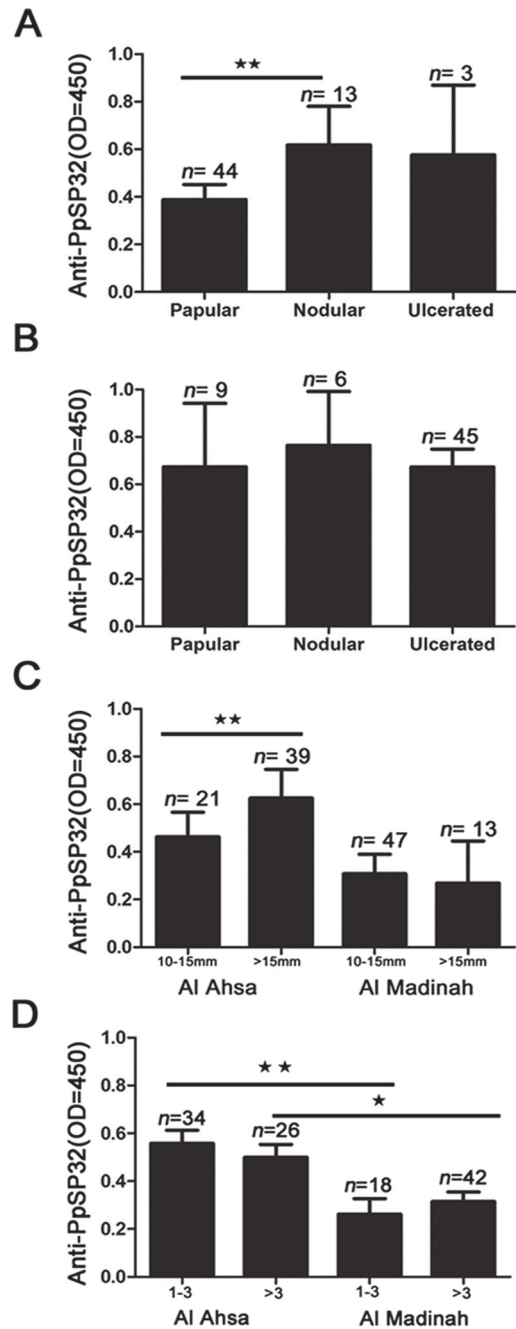 A
Anti-PpSP32(OD=450)
1.0
0.8
0.6
0.4
0.2
0.0
★★
n= 44
n= 13
n= 3
Papular Nodular Ulcerated
B
Anti-PpSP32(OD=450)
1.0
0.8
0.6
0.4
0.2
0.0
n= 9
n= 6
n= 45
Papular Nodular Ulcerated
C
Anti-PpSP32(OD=450)
1.0
0.8
0.6
0.4
0.2
0.0
★★
n= 21
n= 39
n= 47
n= 13
10-15mm >15mm 10-15mm >15mm
Al Ahsa Al Madinah
D
Anti-PpSP32(OD=450)
1.0
0.8
0.6
0.4
0.2
0.0
★ ★
★
n=34
n=26
n=18
n=42
1-3 >3 1-3 >3
Al Ahsa Al Madinah